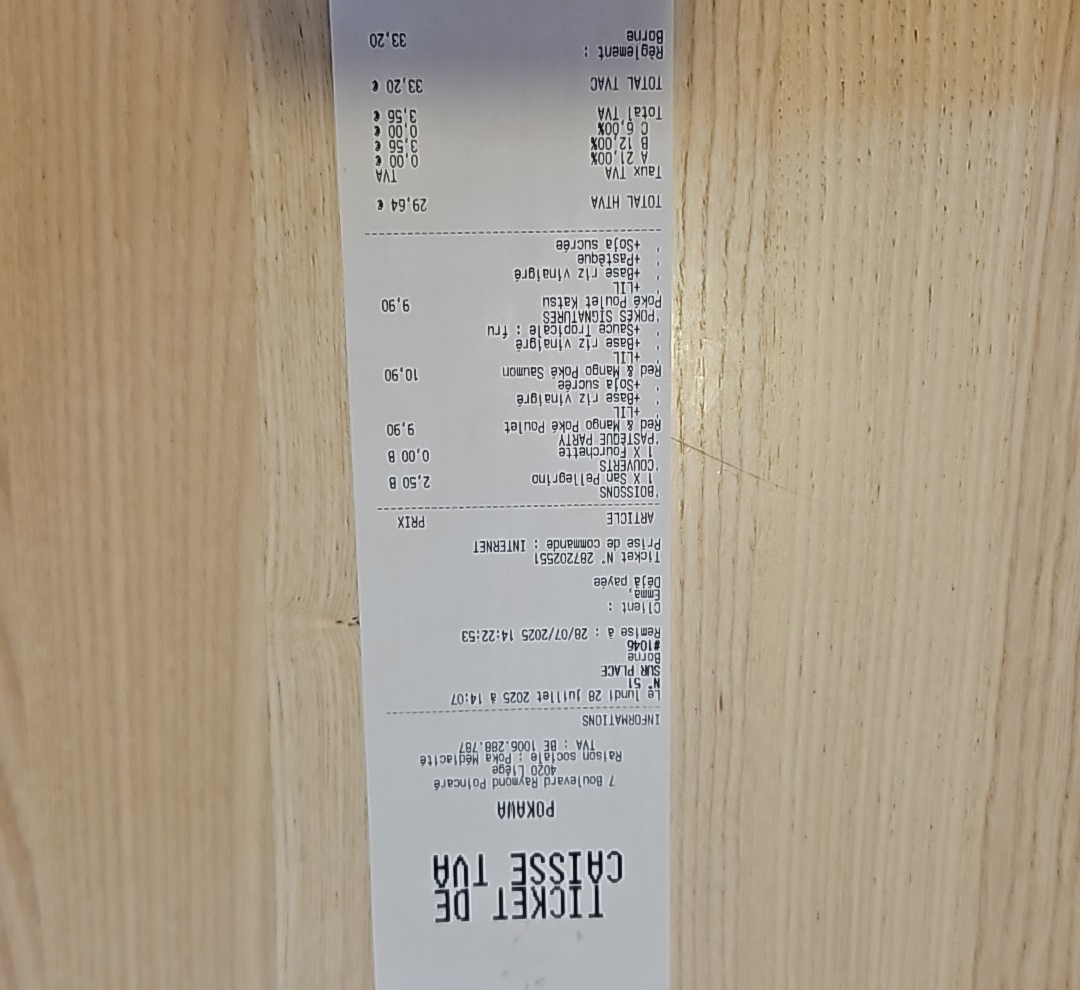 TICKET DE
CAISSE TVA
POKAWA
7 Boulevard Raymond Poincaré
4020 Liège
Raison sociale : Poka Médiacité
TVA : BE 1006.288.787
INFORMATIONS
Le lundi 28 juillet 2025 à 14:07
N° 51
SUR PLACE
Borne
#1046
Remise à : 28/07/2025 14:22:53
Client :
Emma,
Déjà payée
Ticket N° 287202551
Prise de commande : INTERNET
ARTICLE PRIX
'BOISSONS
1 X San Pellegrino 2,50 B
'COUVERTS
1 X Fourchette 0,00 B
'PASTÈQUE PARTY
Red & Mango Poké Poulet 9,90
' +LIL
' +Base riz vinaigré
' +Soja sucrée
Red & Mango Poké Saumon 10,90
' +LIL
' +Base riz vinaigré
' +Sauce Tropicale : fru
'POKÉS SIGNATURES
Poké Poulet Katsu 9,90
' +LIL
' +Base riz vinaigré
' +Pastèque
' +Soja sucrée
TOTAL HTVA 29,64 €
Taux TVA TVA
A 21,00% 0,00 €
B 12,00% 3,56 €
C 6,00% 0,00 €
Total TVA 3,56 €
TOTAL TVAC 33,20 €
Règlement :
Borne 33,20